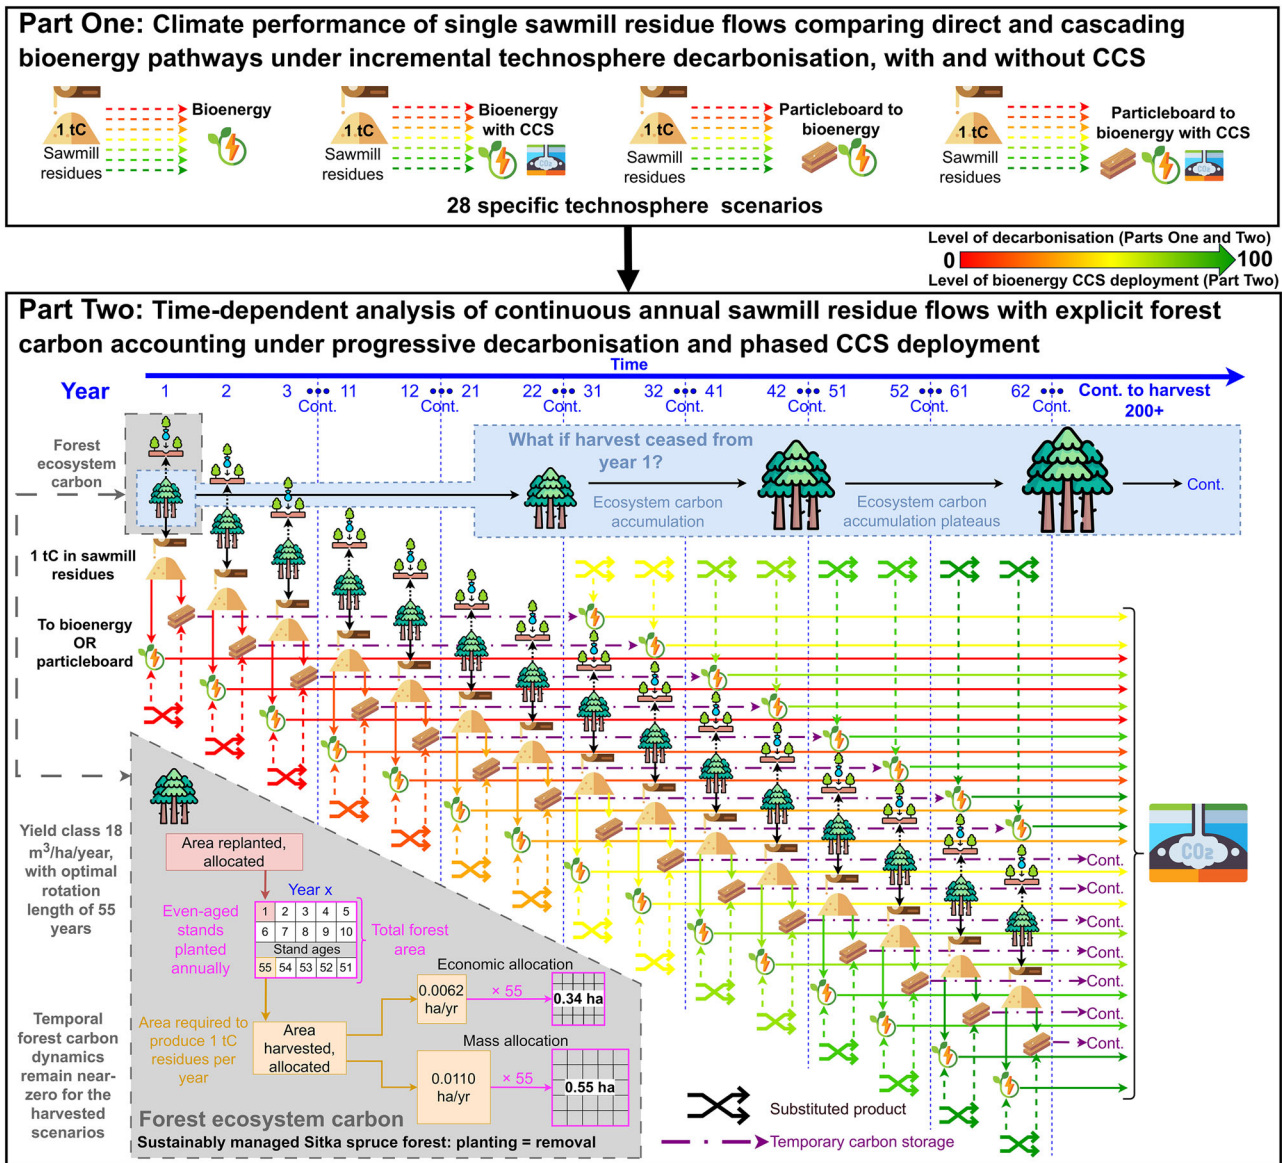 Part One: Climate performance of single sawmill residue flows comparing direct and cascading
bioenergy pathways under incremental technosphere decarbonisation, with and without CCS
1 tC
Sawmill
residues
Bioenergy
1 tC
Sawmill
residues
Bioenergy
with CCS
CO₂
1 tC
Sawmill
residues
Particleboard to
bioenergy
1 tC
Sawmill
residues
Particleboard to
bioenergy with CCS
CO₂
28 specific technosphere scenarios
Level of decarbonisation (Parts One and Two)
0
100
Level of bioenergy CCS deployment (Part Two)
Part Two: Time-dependent analysis of continuous annual sawmill residue flows with explicit forest
carbon accounting under progressive decarbonisation and phased CCS deployment
Time
Year 1 2 3 ••• 11 12 ••• 21 22 ••• 31 32 ••• 41 42 ••• 51 52 ••• 61 62 ••• Cont. to harvest
Cont. Cont. Cont. Cont. Cont. Cont. Cont. 200+
Forest
ecosystem
carbon
What if harvest ceased from
year 1?
Ecosystem carbon
accumulation
Ecosystem carbon
accumulation plateaus
Cont.
1 tC in sawmill
residues
To bioenergy
OR
particleboard
CO₂
Cont.
Cont.
Cont.
Cont.
Cont.
Cont.
Cont.
Yield class 18
m³/ha/year,
with optimal
rotation
length of 55
years
Temporal
forest carbon
dynamics
remain near-
zero for the
harvested
scenarios
Area replanted,
allocated
Year x
Even-aged
stands
planted
annually
1 2 3 4 5
6 7 8 9 10
Stand ages
55 54 53 52 51
Total forest
area
Area required to
produce 1 tC
residues per
year
Area
harvested,
allocated
Economic allocation
0.0062
ha/yr
× 55
0.34 ha
Mass allocation
0.0110
ha/yr
× 55
0.55 ha
Forest ecosystem carbon
Sustainably managed Sitka spruce forest: planting = removal
Substituted product
Temporary carbon storage